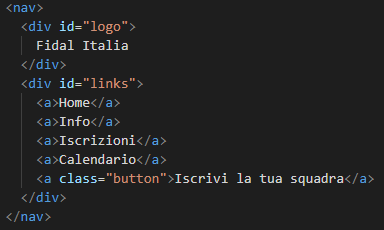 <nav>
<div id="logo">
Fidal Italia
</div>
<div id="links">
<a>Home</a>
<a>Info</a>
<a>Iscrizioni</a>
<a>Calendario</a>
<a class="button">Iscrivi la tua squadra</a>
</div>
</nav>